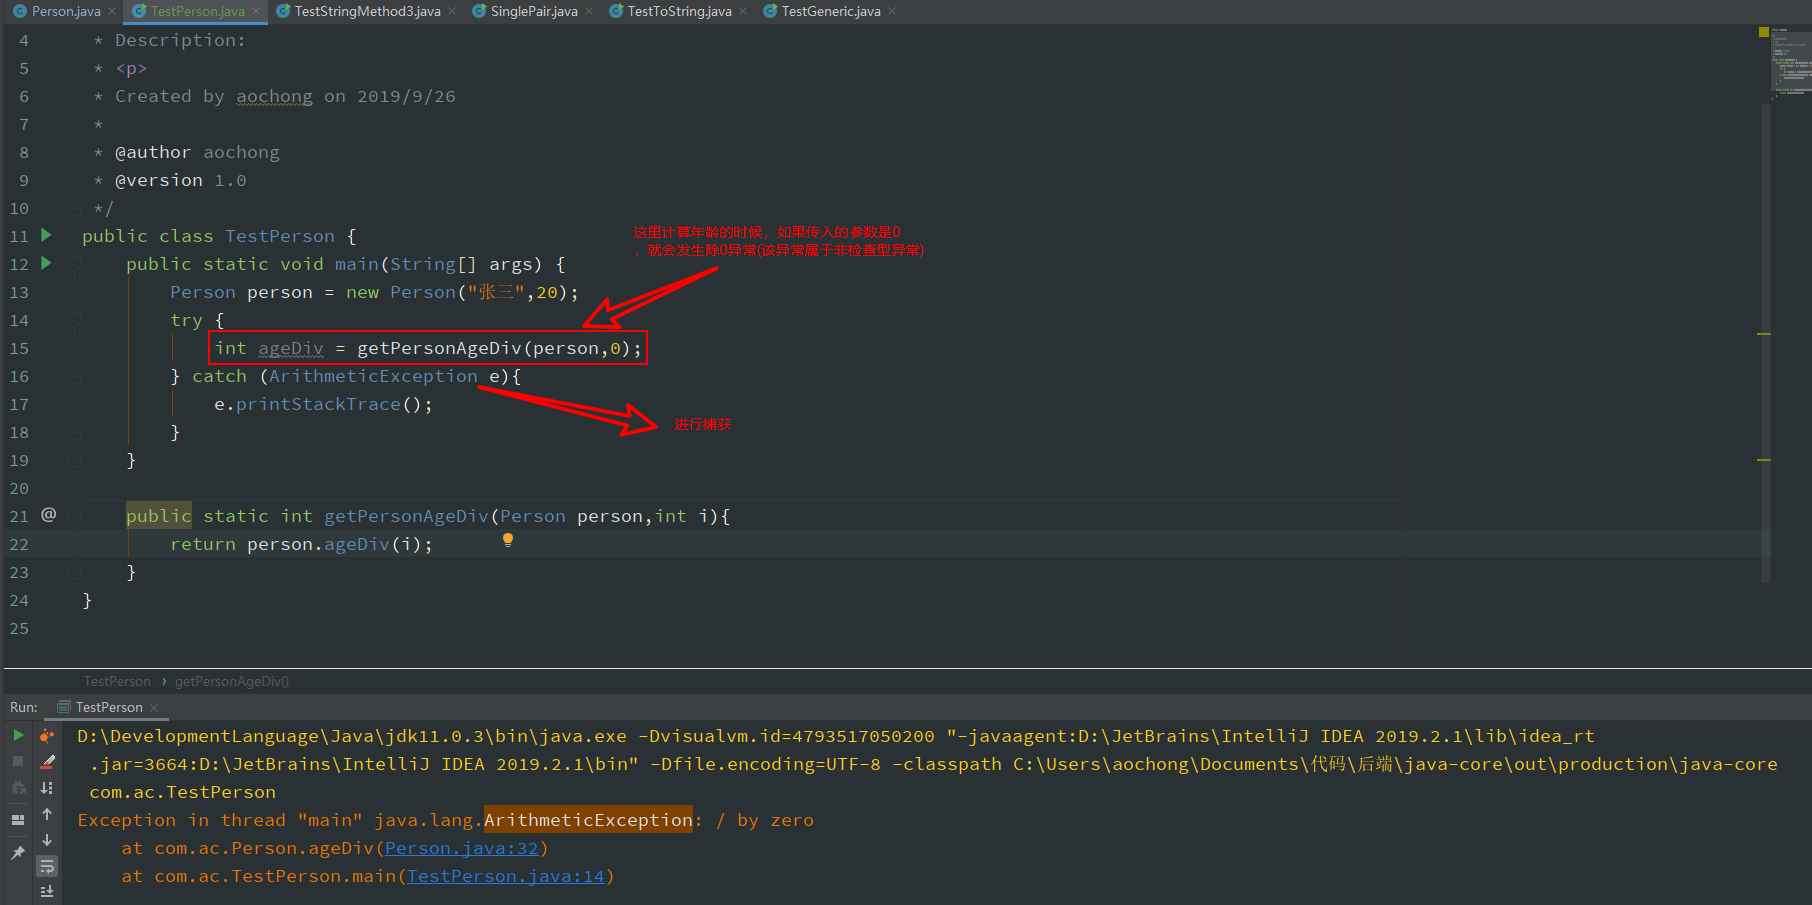 Person.java TestPerson.java TestStringMethod3.java SinglePair.java TestToString.java TestGeneric.java
4 * Description:
5 * <p>
6 * Created by aochong on 2019/9/26
7 *
8 * @author aochong
9 * @version 1.0
10 */
11 public class TestPerson {
这里计算年龄的时候，如果传入的参数是0
，就会发生除0异常(该异常属于非检查型异常)
12 public static void main(String[] args) {
13 Person person = new Person("张三",20);
14 try {
15 int ageDiv = getPersonAgeDiv(person,0);
16 } catch (ArithmeticException e){
17 e.printStackTrace();
进行捕获
18 }
19 }
20
21 @ public static int getPersonAgeDiv(Person person,int i){
22 return person.ageDiv(i);
23 }
24 }
25
TestPerson › getPersonAgeDiv()
Run: TestPerson
D:\DevelopmentLanguage\Java\jdk11.0.3\bin\java.exe -Dvisualvm.id=4793517050200 "-javaagent:D:\JetBrains\IntelliJ IDEA 2019.2.1\lib\idea_rt
.jar=3664:D:\JetBrains\IntelliJ IDEA 2019.2.1\bin" -Dfile.encoding=UTF-8 -classpath C:\Users\aochong\Documents\代码\后端\java-core\out\production\java-core
com.ac.TestPerson
Exception in thread "main" java.lang.ArithmeticException: / by zero
at com.ac.Person.ageDiv(Person.java:32)
at com.ac.TestPerson.main(TestPerson.java:14)